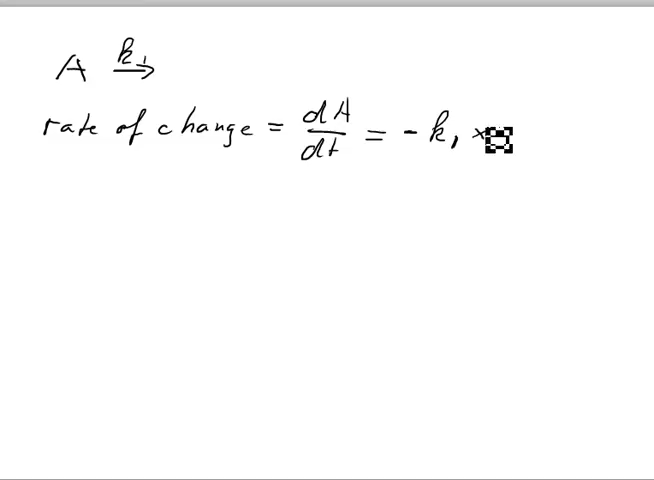 A k₁ →
rate of change = dA/dt = - k₁ ×